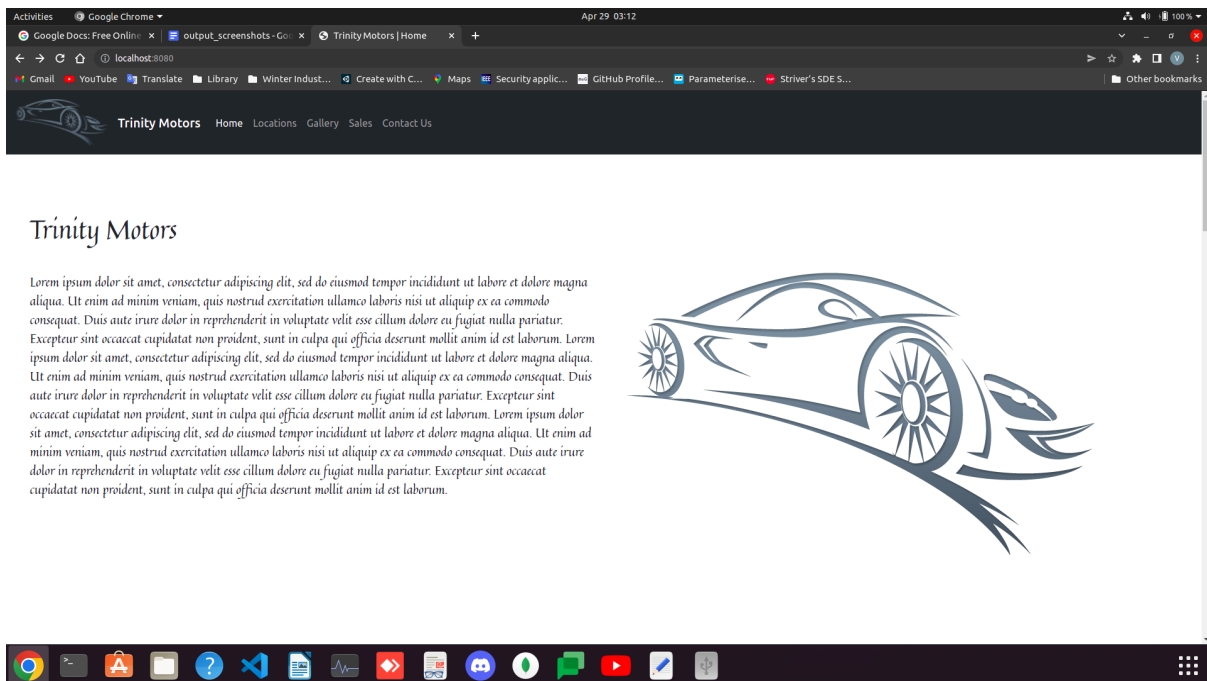 Activities Google Chrome Apr 29 03:12 100 %
Google Docs: Free Online output_screenshots - Goo Trinity Motors | Home
localhost:8080 V
Gmail YouTube Translate Library Winter Indust... Create with C... Maps Security applic... GitHub Profile... Parameterise... Striver's SDE S... Other bookmarks
Trinity Motors Home Locations Gallery Sales Contact Us
Trinity Motors
Lorem ipsum dolor sit amet, consectetur adipiscing elit, sed do eiusmod tempor incididunt ut labore et dolore magna
aliqua. Ut enim ad minim veniam, quis nostrud exercitation ullamco laboris nisi ut aliquip ex ea commodo
consequat. Duis aute irure dolor in reprehenderit in voluptate velit esse cillum dolore eu fugiat nulla pariatur.
Excepteur sint occaecat cupidatat non proident, sunt in culpa qui officia deserunt mollit anim id est laborum. Lorem
ipsum dolor sit amet, consectetur adipiscing elit, sed do eiusmod tempor incididunt ut labore et dolore magna aliqua.
Ut enim ad minim veniam, quis nostrud exercitation ullamco laboris nisi ut aliquip ex ea commodo consequat. Duis
aute irure dolor in reprehenderit in voluptate velit esse cillum dolore eu fugiat nulla pariatur. Excepteur sint
occaecat cupidatat non proident, sunt in culpa qui officia deserunt mollit anim id est laborum. Lorem ipsum dolor
sit amet, consectetur adipiscing elit, sed do eiusmod tempor incididunt ut labore et dolore magna aliqua. Ut enim ad
minim veniam, quis nostrud exercitation ullamco laboris nisi ut aliquip ex ea commodo consequat. Duis aute irure
dolor in reprehenderit in voluptate velit esse cillum dolore eu fugiat nulla pariatur. Excepteur sint occaecat
cupidatat non proident, sunt in culpa qui officia deserunt mollit anim id est laborum.